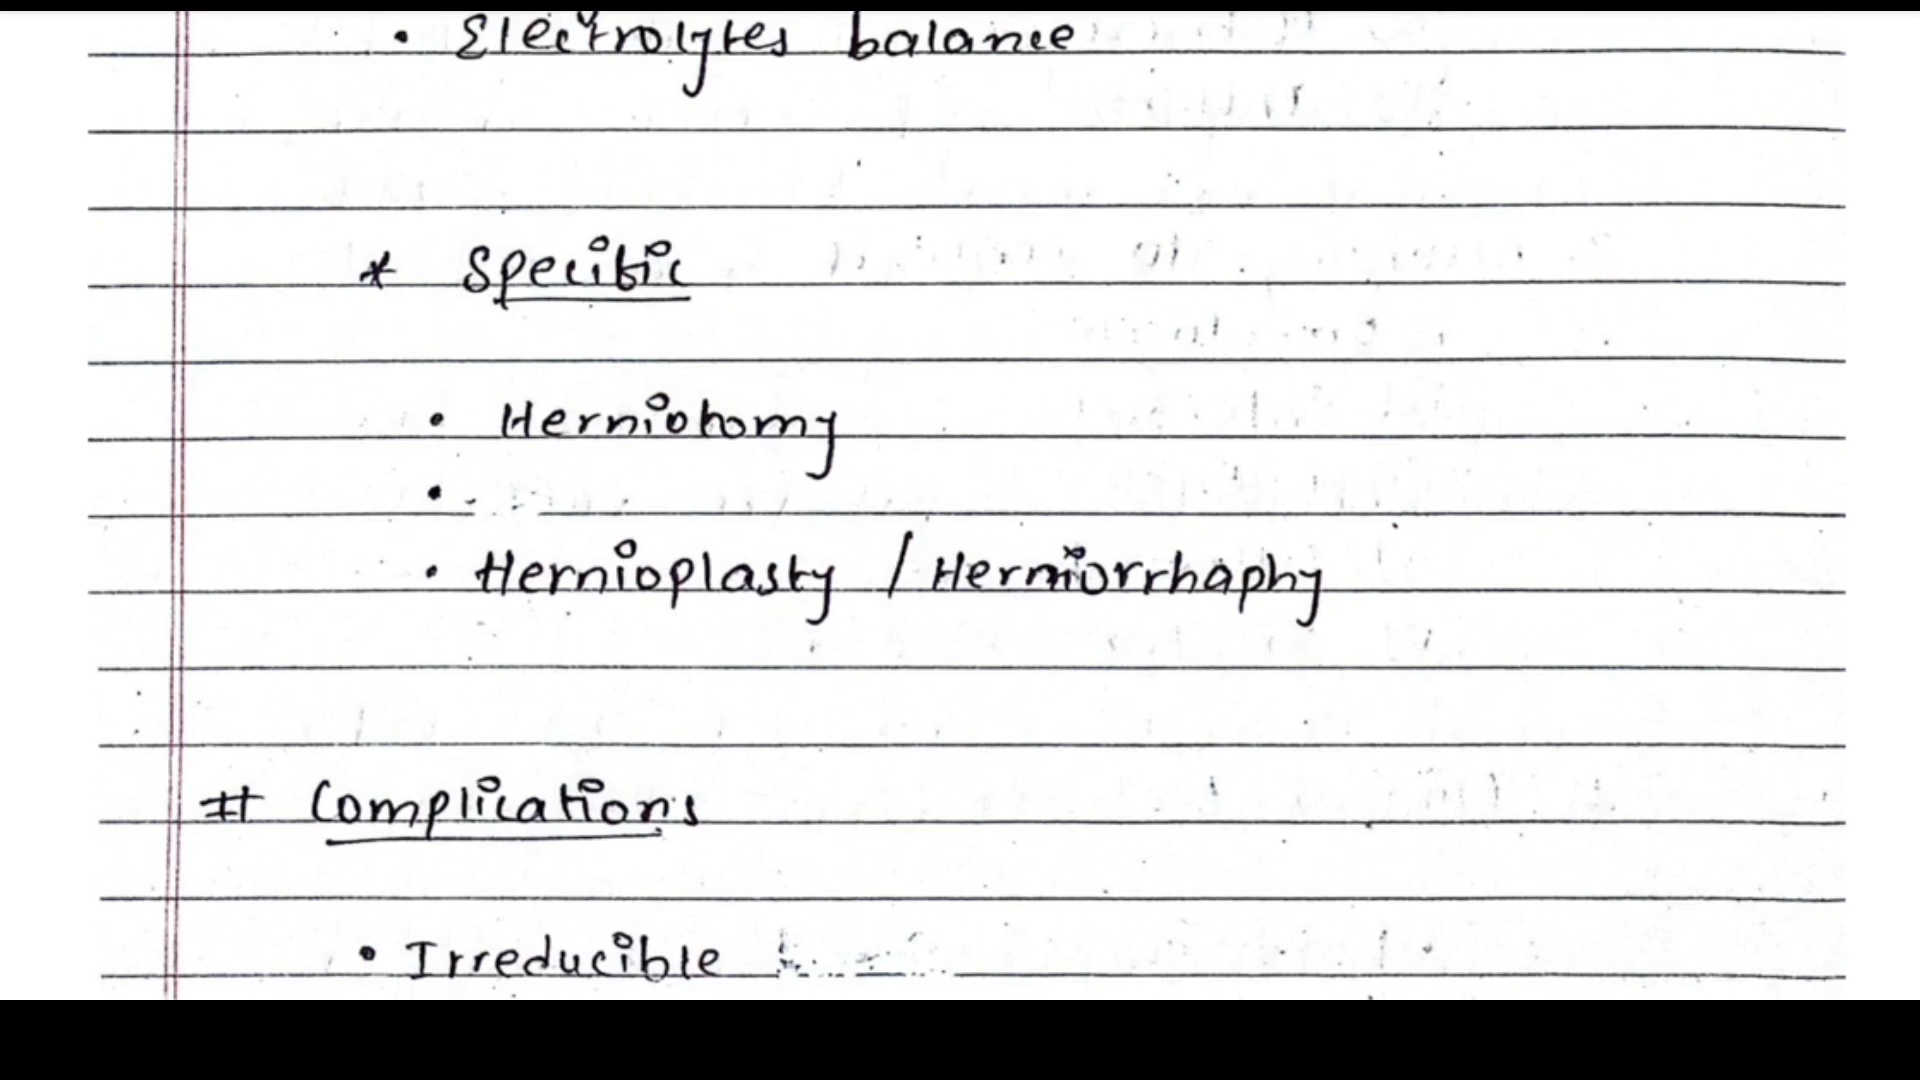 • Electrolytes balance
* Specific
• Herniotomy
•
• Hernioplasty / Herniorrhaphy
# Complications
• Irreducible